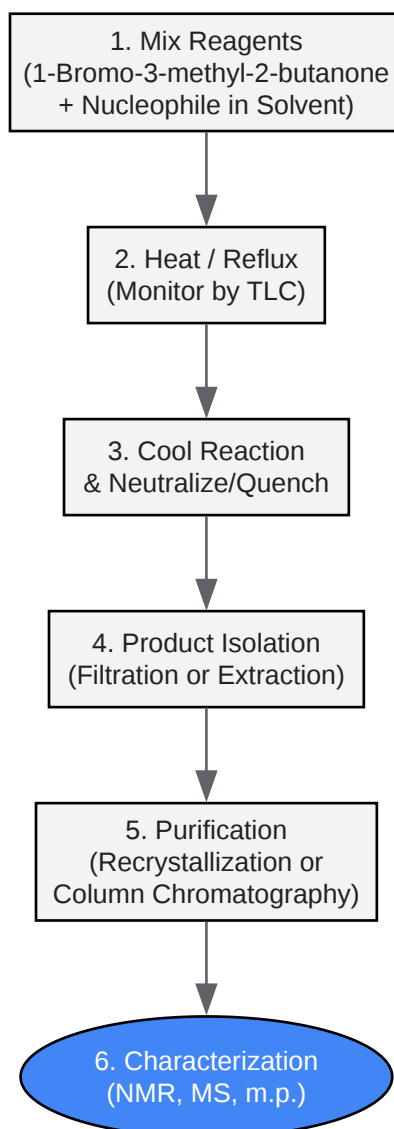 1. Mix Reagents
(1-Bromo-3-methyl-2-butanone
+ Nucleophile in Solvent)
2. Heat / Reflux
(Monitor by TLC)
3. Cool Reaction
& Neutralize/Quench
4. Product Isolation
(Filtration or Extraction)
5. Purification
(Recrystallization or
Column Chromatography)
6. Characterization
(NMR, MS, m.p.)